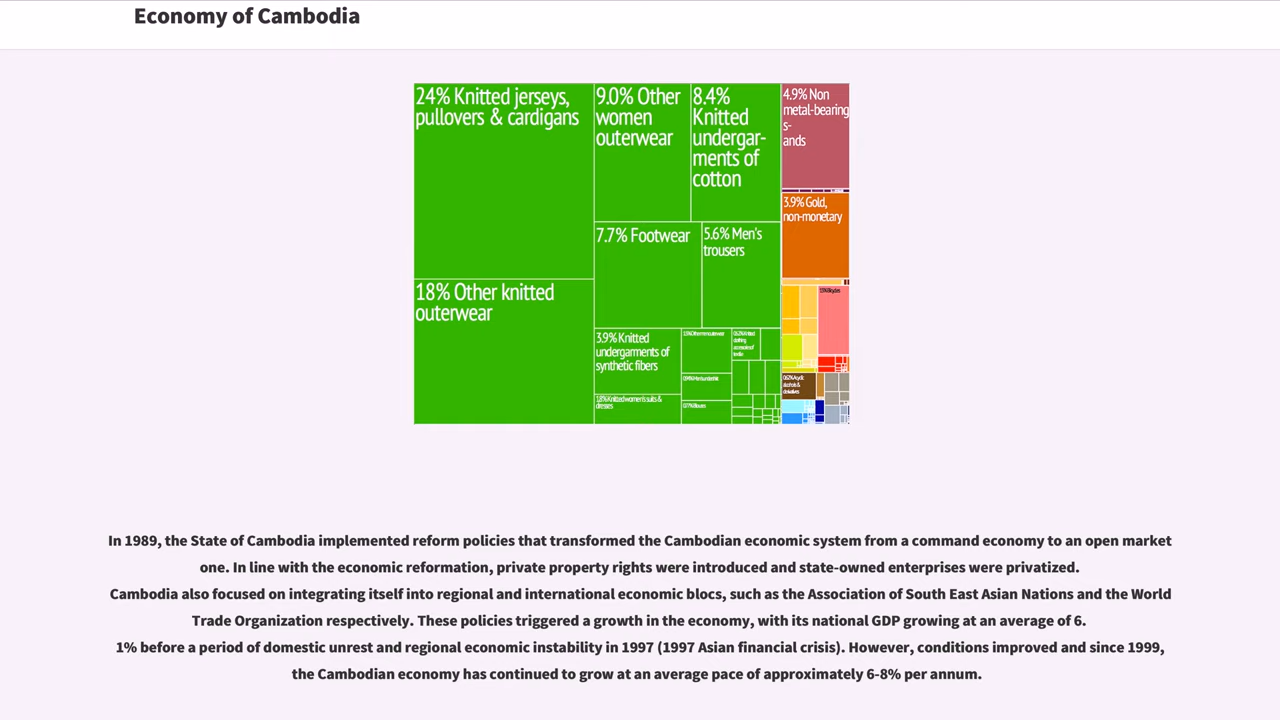 Economy of Cambodia
24% Knitted jerseys,
pullovers & cardigans
18% Other knitted
outerwear
9.0% Other
women
outerwear
8.4%
Knitted
undergar-
ments of
cotton
7.7% Footwear
5.6% Men's
trousers
3.9% Knitted
undergarments of
synthetic fibers
1.8% Knitted women's suits &
dresses
4.9% Non
metal-bearing
s-
ands
3.9% Gold,
non-monetary
In 1989, the State of Cambodia implemented reform policies that transformed the Cambodian economic system from a command economy to an open market
one. In line with the economic reformation, private property rights were introduced and state-owned enterprises were privatized.
Cambodia also focused on integrating itself into regional and international economic blocs, such as the Association of South East Asian Nations and the World
Trade Organization respectively. These policies triggered a growth in the economy, with its national GDP growing at an average of 6.
1% before a period of domestic unrest and regional economic instability in 1997 (1997 Asian financial crisis). However, conditions improved and since 1999,
the Cambodian economy has continued to grow at an average pace of approximately 6-8% per annum.